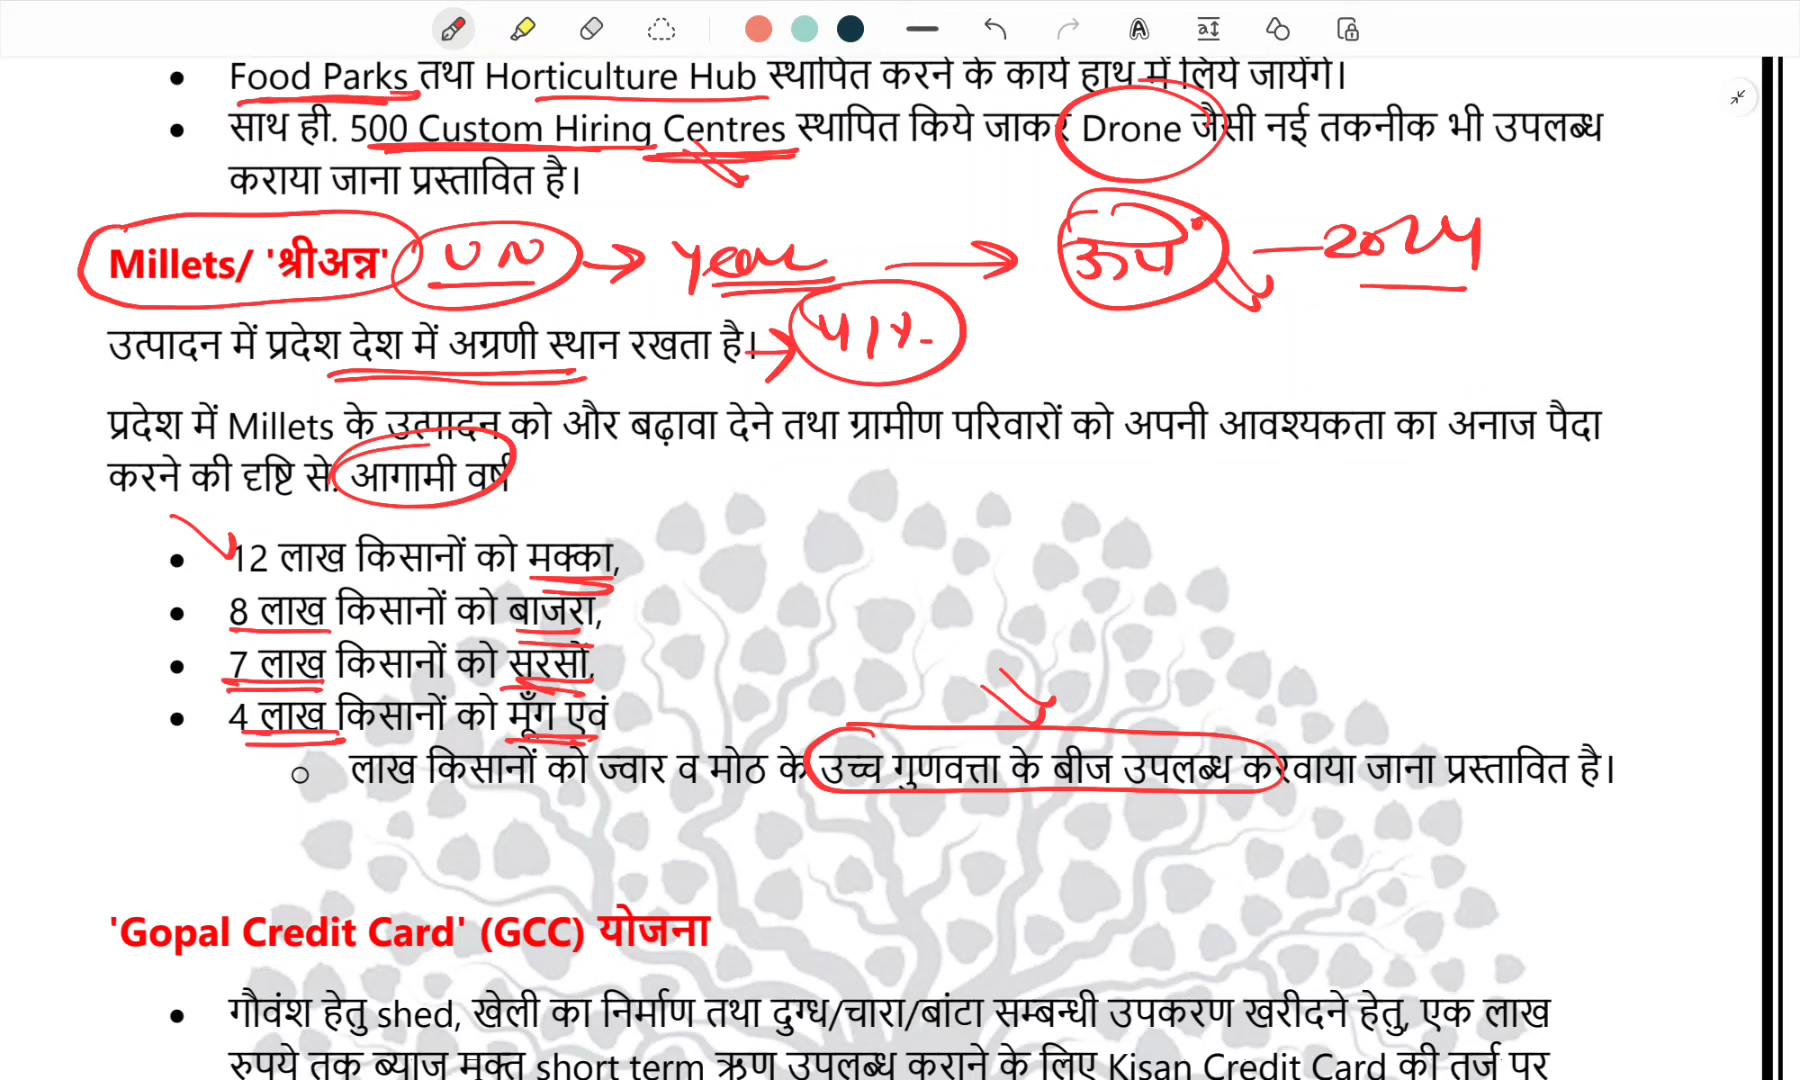 Food Parks तथा Horticulture Hub स्थापित करने के कार्य हाथ में लिये जायेंगे।
साथ ही. 500 Custom Hiring Centres स्थापित किये जाकर Drone जैसी नई तकनीक भी उपलब्ध
कराया जाना प्रस्तावित है।
Millets/ 'श्रीअन्न' UN → year → — 2024
उत्पादन में प्रदेश देश में अग्रणी स्थान रखता है। → 41%
प्रदेश में Millets के उत्पादन को और बढ़ावा देने तथा ग्रामीण परिवारों को अपनी आवश्यकता का अनाज पैदा
करने की दृष्टि से. आगामी वर्ष
12 लाख किसानों को मक्का,
8 लाख किसानों को बाजरा,
7 लाख किसानों को सरसों,
4 लाख किसानों को मूँग एवं
लाख किसानों को ज्वार व मोठ के उच्च गुणवत्ता के बीज उपलब्ध करवाया जाना प्रस्तावित है।
'Gopal Credit Card' (GCC) योजना
गौवंश हेतु shed, खेली का निर्माण तथा दुग्ध/चारा/बांटा सम्बन्धी उपकरण खरीदने हेतु, एक लाख
रुपये तक ब्याज मुक्त short term ऋण उपलब्ध कराने के लिए Kisan Credit Card की तर्ज पर